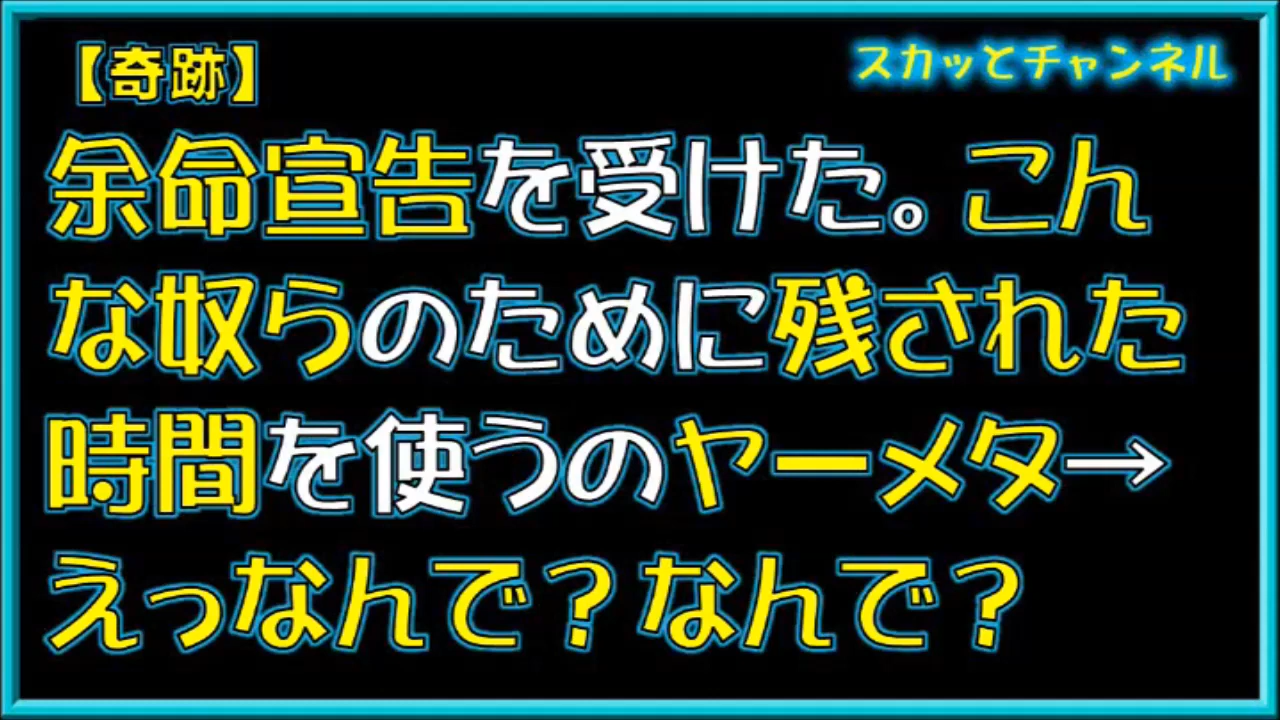 【奇跡】
スカッとチャンネル
余命宣告を受けた。こん
な奴らのために残された
時間を使うのヤーメタ→
えっなんで？なんで？